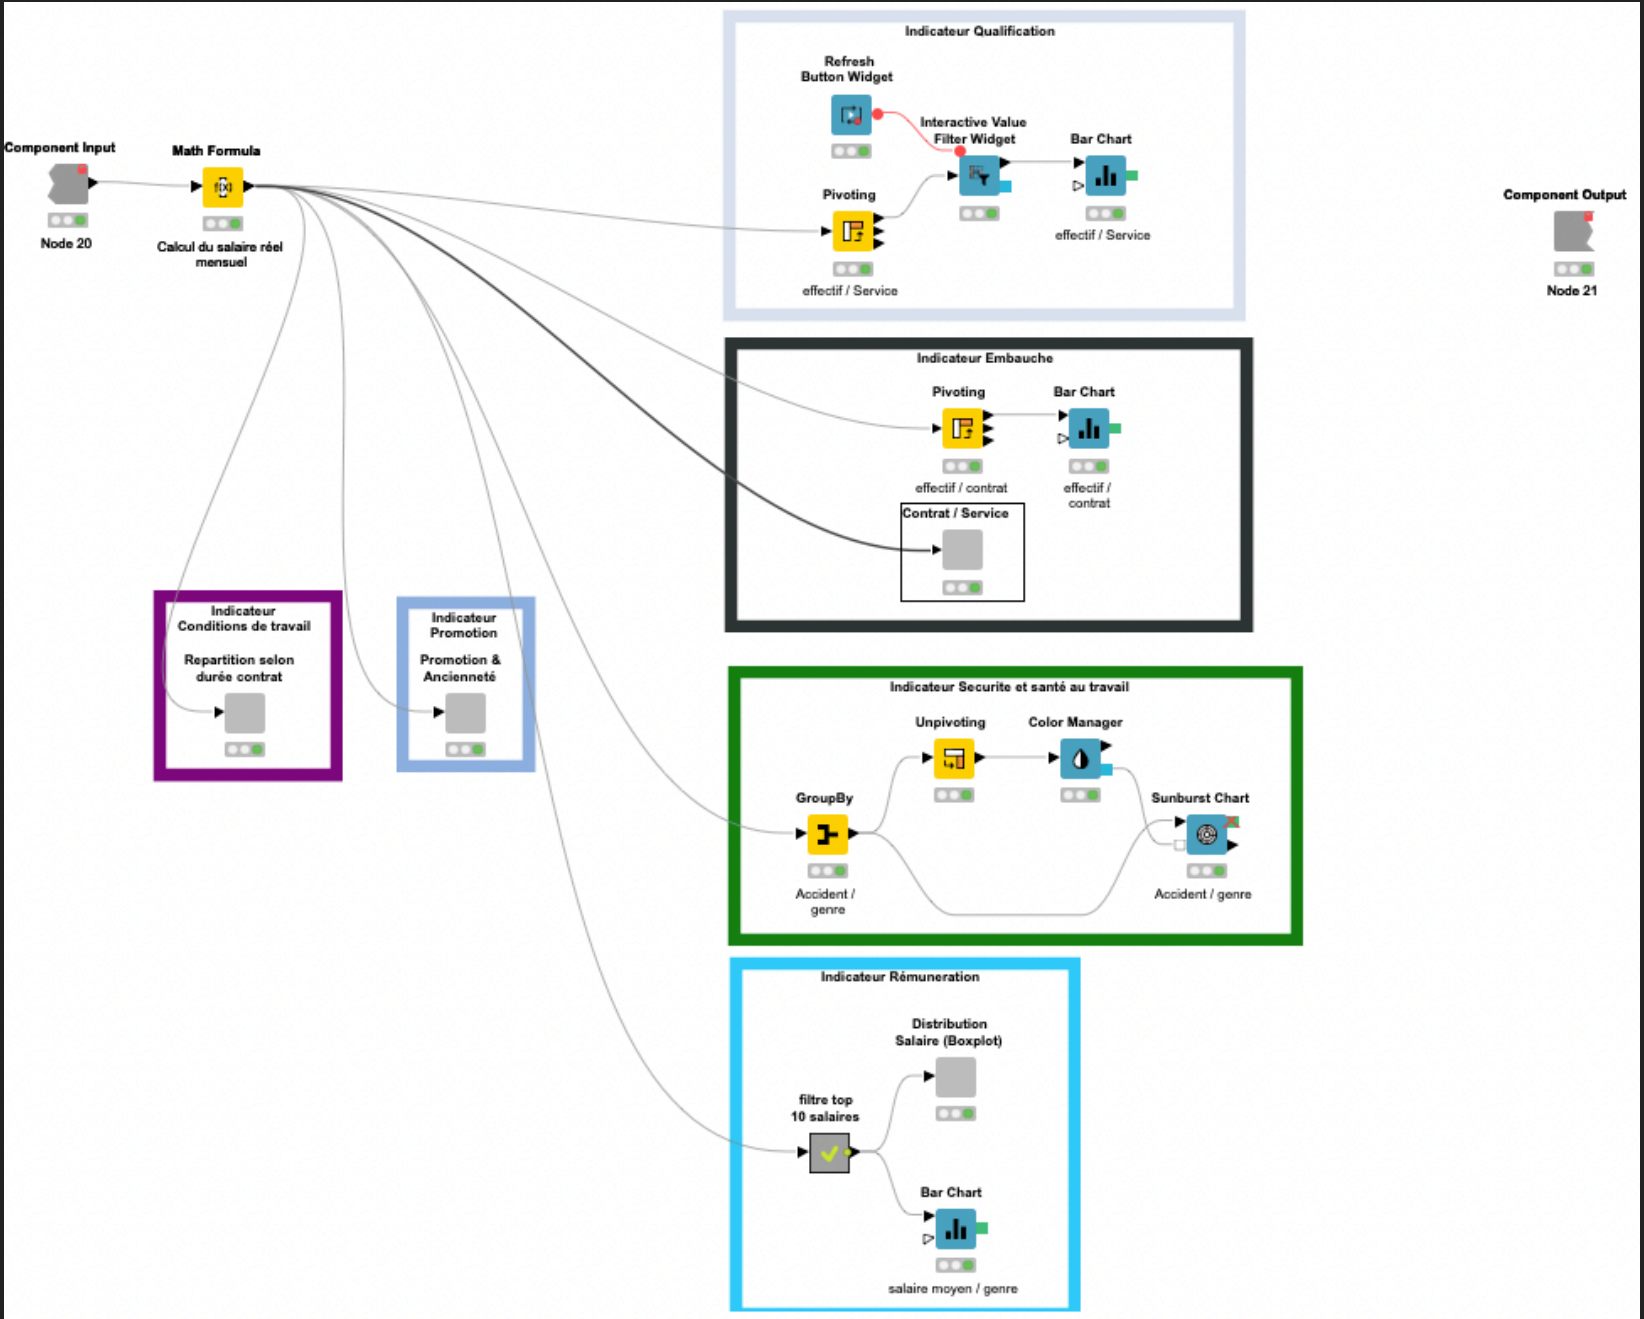 Component Input
Node 20
Math Formula
f(x)
Calcul du salaire réel
mensuel
Indicateur Qualification
Refresh
Button Widget
Interactive Value
Filter Widget
Bar Chart
effectif / Service
Pivoting
effectif / Service
Component Output
Node 21
Indicateur Embauche
Pivoting
effectif / contrat
Bar Chart
effectif /
contrat
Contrat / Service
Indicateur
Conditions de travail
Repartition selon
durée contrat
Indicateur
Promotion
Promotion &
Ancienneté
Indicateur Securite et santé au travail
Unpivoting
Color Manager
GroupBy
Accident /
genre
Sunburst Chart
Accident / genre
Indicateur Rémuneration
Distribution
Salaire (Boxplot)
filtre top
10 salaires
Bar Chart
salaire moyen / genre